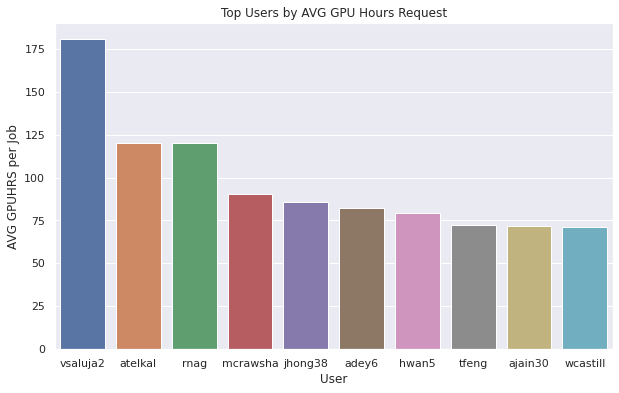 Top Users by AVG GPU Hours Request
AVG GPUHRS per Job
175
150
125
100
75
50
25
0
vsaluja2 atelkal rnag mcrawsha jhong38 adey6 hwan5 tfeng ajain30 wcastill
User